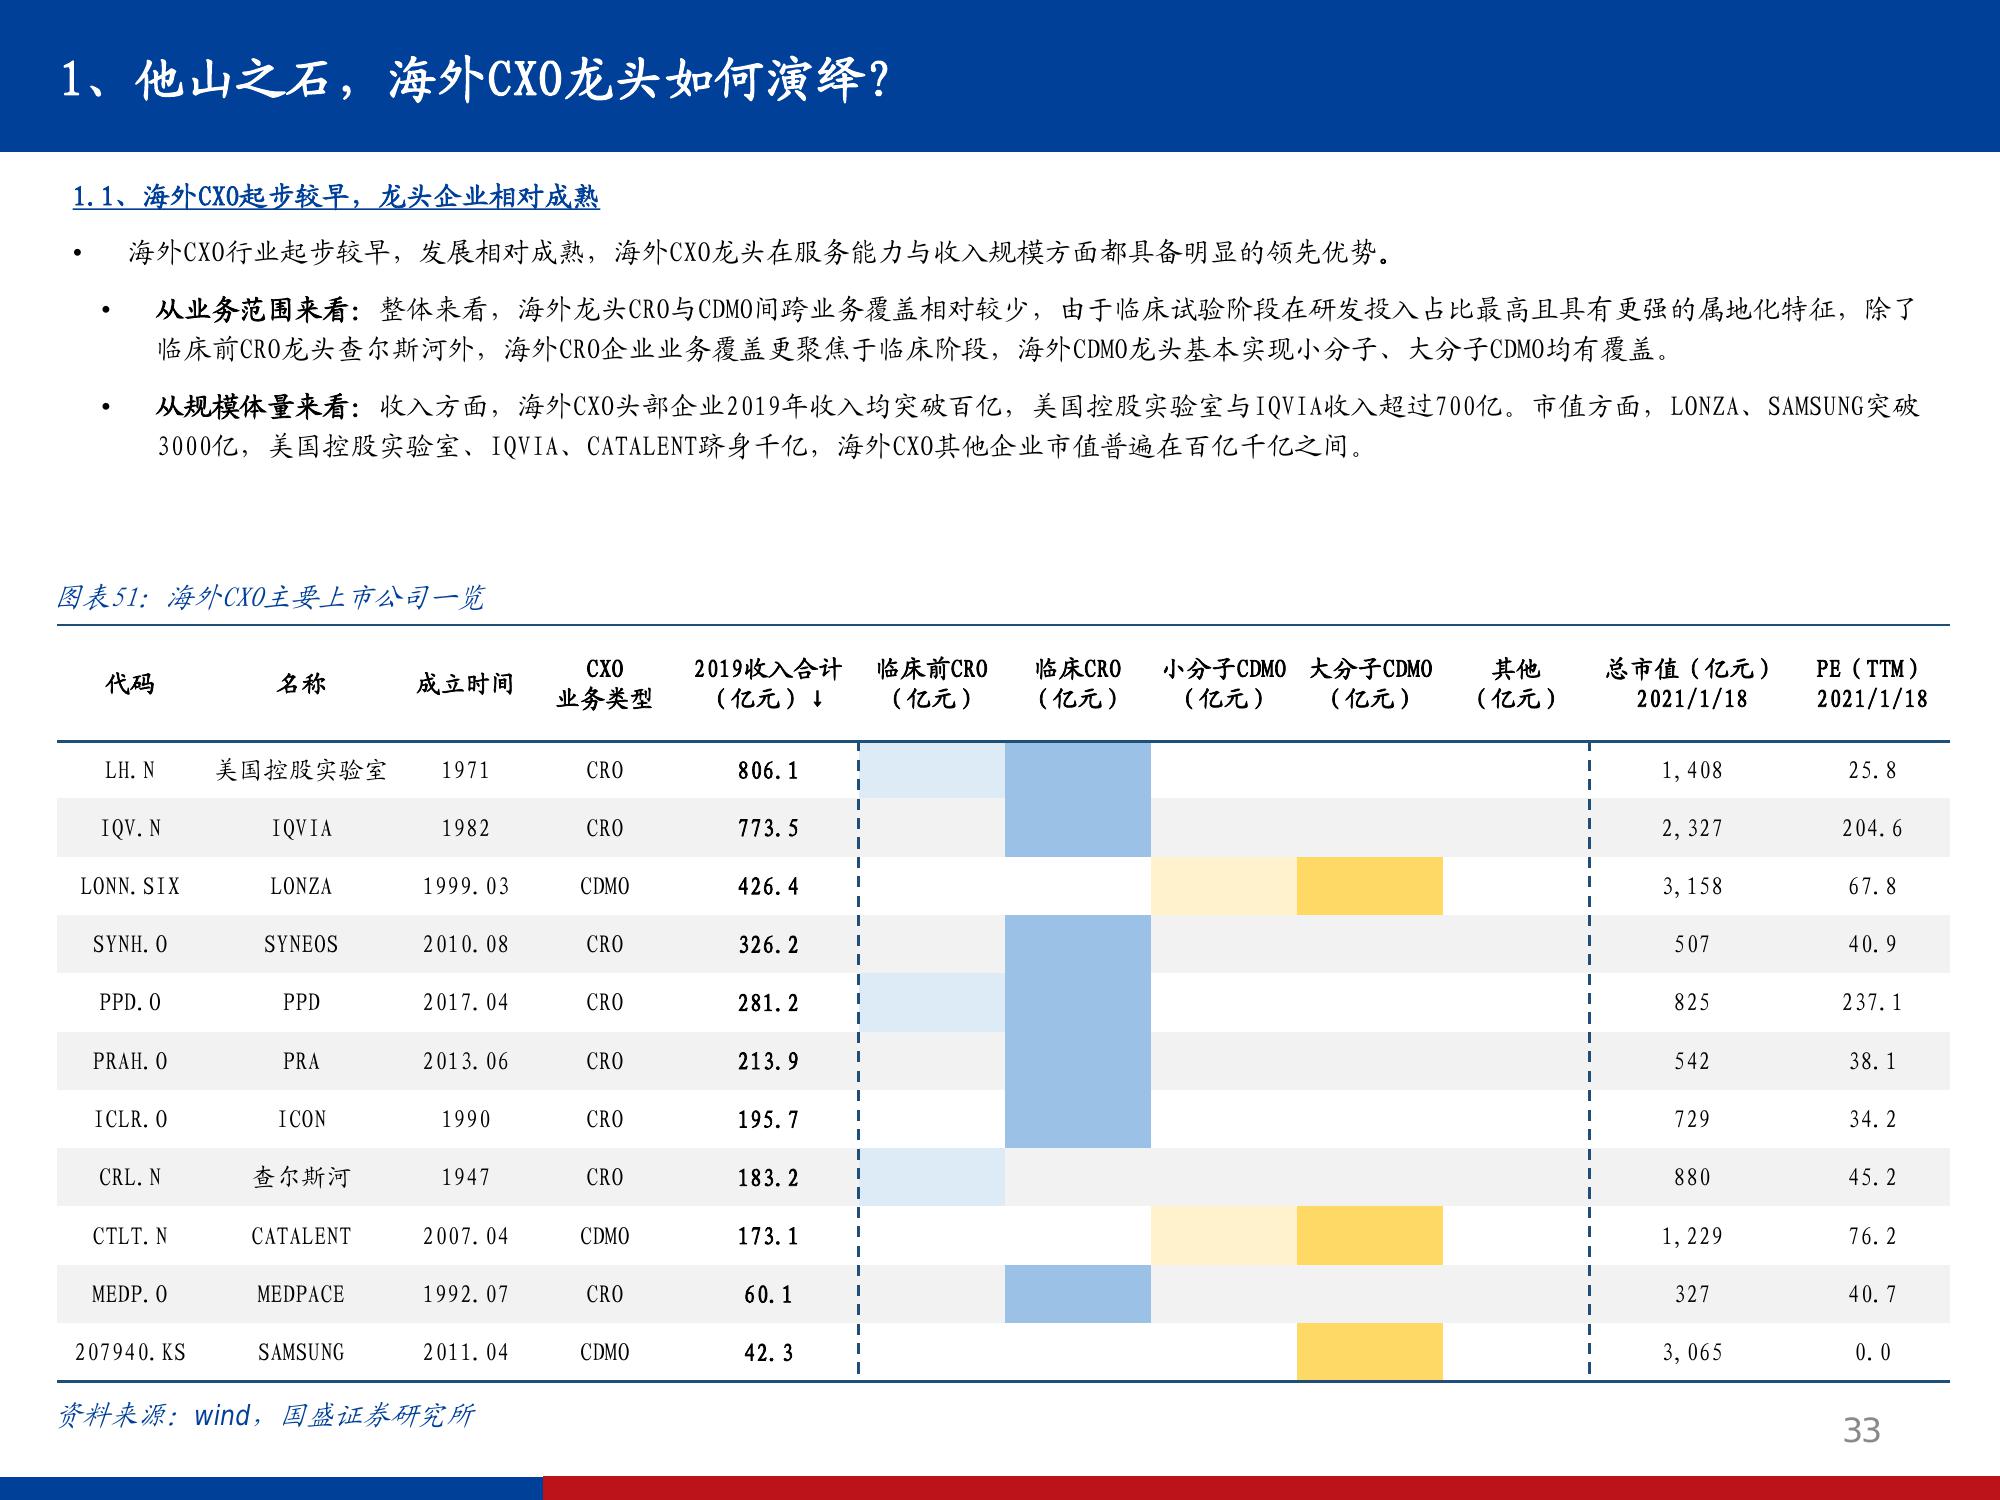 1、他山之石，海外CXO龙头如何演绎？
1.1、海外CXO起步较早，龙头企业相对成熟
• 海外CXO行业起步较早，发展相对成熟，海外CXO龙头在服务能力与收入规模方面都具备明显的领先优势。
• 从业务范围来看：整体来看，海外龙头CRO与CDMO间跨业务覆盖相对较少，由于临床试验阶段在研发投入占比最高且具有更强的属地化特征，除了
临床前CRO龙头查尔斯河外，海外CRO企业业务覆盖更聚焦于临床阶段，海外CDMO龙头基本实现小分子、大分子CDMO均有覆盖。
• 从规模体量来看：收入方面，海外CXO头部企业2019年收入均突破百亿，美国控股实验室与IQVIA收入超过700亿。市值方面，LONZA、SAMSUNG突破
3000亿，美国控股实验室、IQVIA、CATALENT跻身千亿，海外CXO其他企业市值普遍在百亿千亿之间。
图表51：海外CXO主要上市公司一览
代码 名称 成立时间 CXO业务类型 2019收入合计（亿元）↓ 临床前CRO（亿元） 临床CRO（亿元） 小分子CDMO（亿元） 大分子CDMO（亿元） 其他（亿元） 总市值（亿元）2021/1/18 PE（TTM）2021/1/18
LH.N 美国控股实验室 1971 CRO 806.1 1,408 25.8
IQV.N IQVIA 1982 CRO 773.5 2,327 204.6
LONN.SIX LONZA 1999.03 CDMO 426.4 3,158 67.8
SYNH.O SYNEOS 2010.08 CRO 326.2 507 40.9
PPD.O PPD 2017.04 CRO 281.2 825 237.1
PRAH.O PRA 2013.06 CRO 213.9 542 38.1
ICLR.O ICON 1990 CRO 195.7 729 34.2
CRL.N 查尔斯河 1947 CRO 183.2 880 45.2
CTLT.N CATALENT 2007.04 CDMO 173.1 1,229 76.2
MEDP.O MEDPACE 1992.07 CRO 60.1 327 40.7
207940.KS SAMSUNG 2011.04 CDMO 42.3 3,065 0.0
资料来源：wind，国盛证券研究所
33